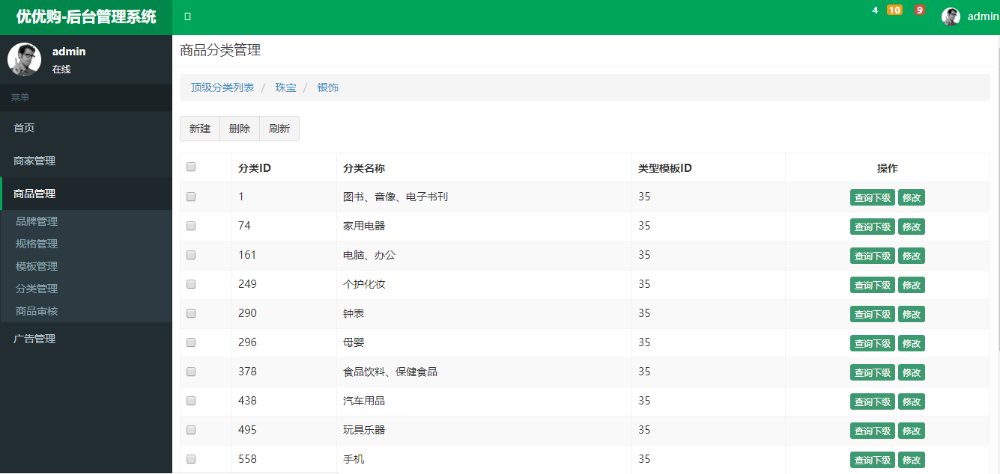 优优购-后台管理系统
4 10 9 admin
admin
在线
菜单
首页
商家管理
商品管理
品牌管理
规格管理
模板管理
分类管理
商品审核
广告管理
商品分类管理
顶级分类列表 / 珠宝 / 银饰
新建 删除 刷新
分类ID 分类名称 类型模板ID 操作
1 图书、音像、电子书刊 35 查询下级 修改
74 家用电器 35 查询下级 修改
161 电脑、办公 35 查询下级 修改
249 个护化妆 35 查询下级 修改
290 钟表 35 查询下级 修改
296 母婴 35 查询下级 修改
378 食品饮料、保健食品 35 查询下级 修改
438 汽车用品 35 查询下级 修改
495 玩具乐器 35 查询下级 修改
558 手机 35 查询下级 修改